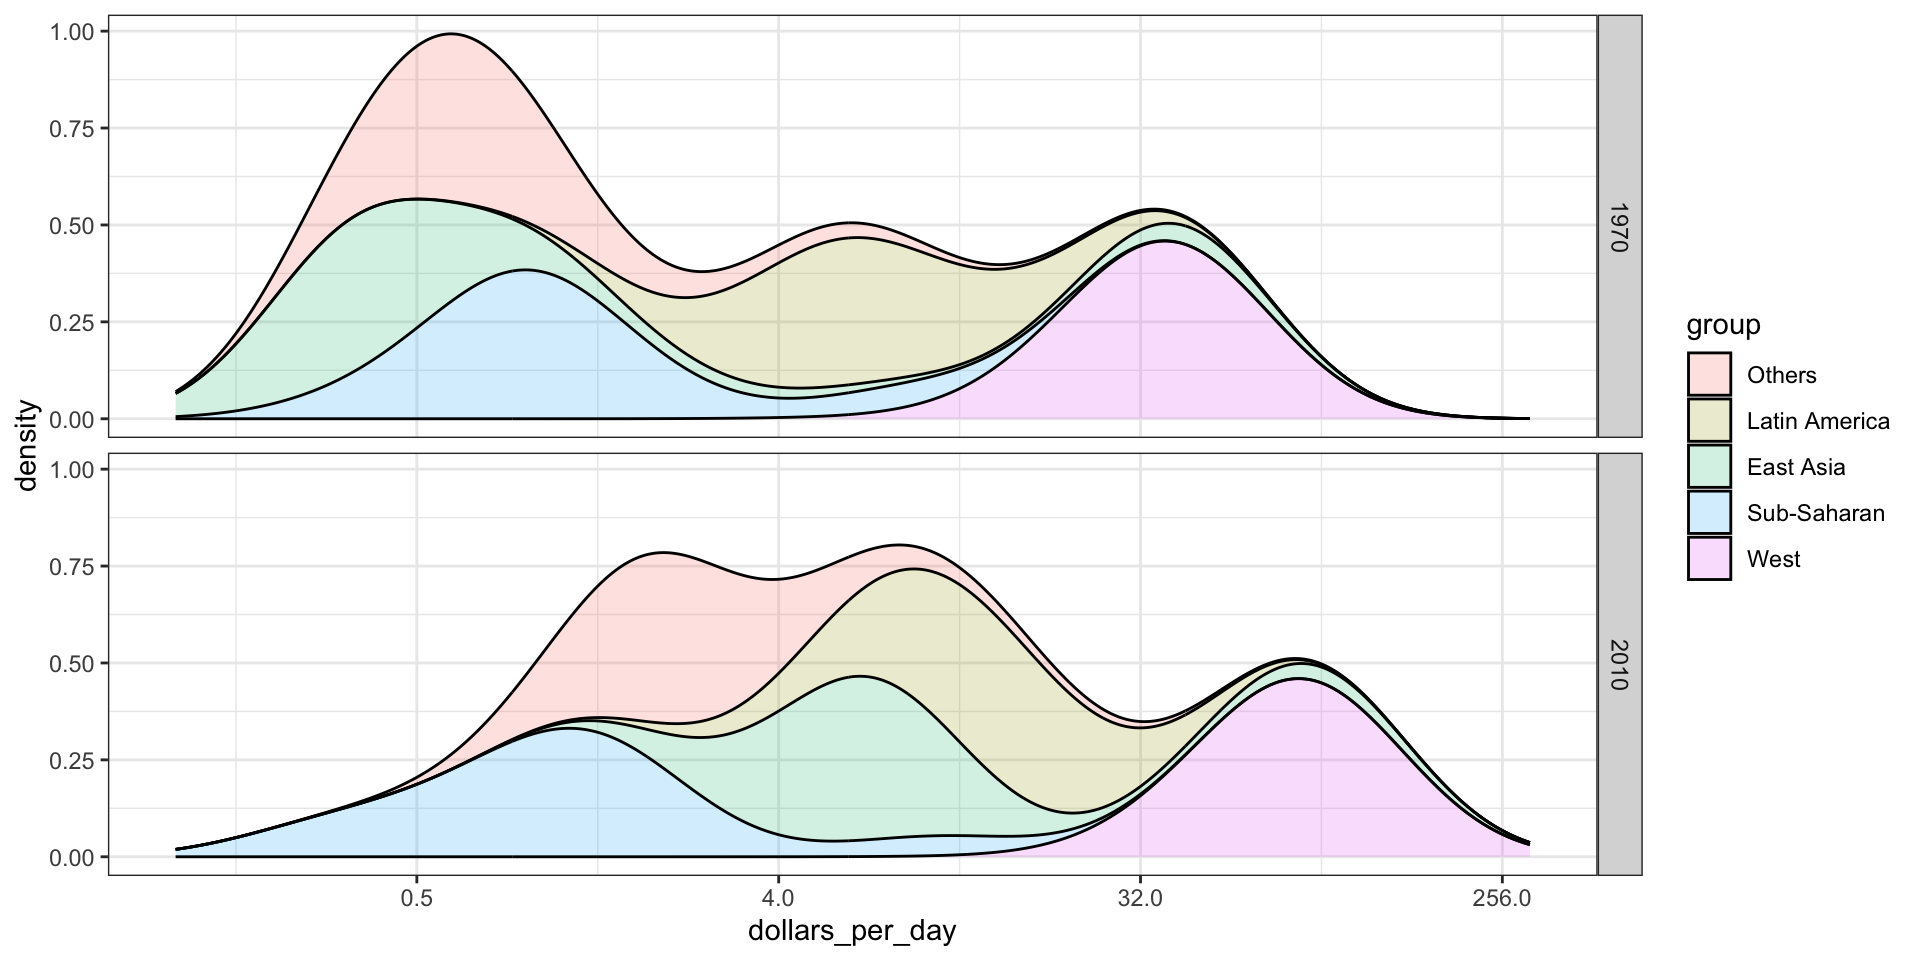 1.00
0.75
0.50
0.25
0.00
1970
1.00
0.75
0.50
0.25
0.00
2010
density
0.5 4.0 32.0 256.0
dollars_per_day
group
Others
Latin America
East Asia
Sub-Saharan
West